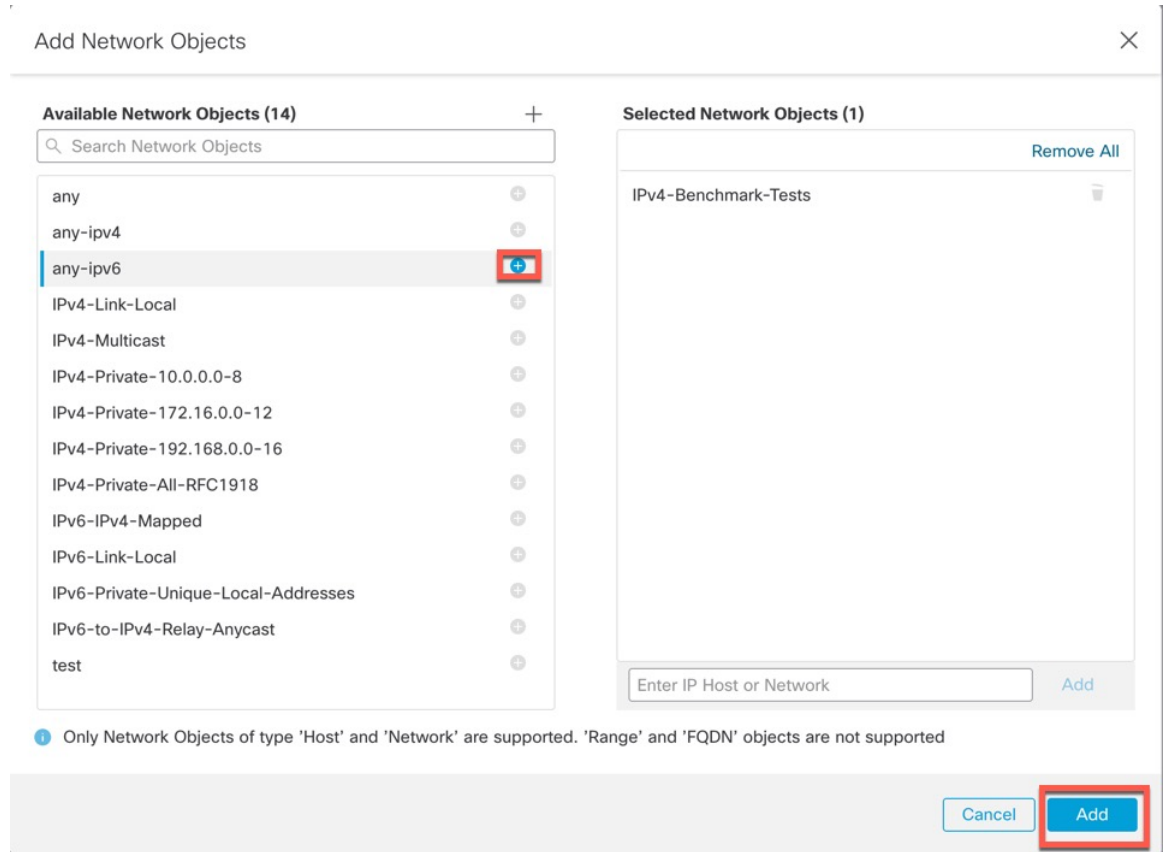 Add Network Objects
Available Network Objects (14)
Search Network Objects
any
any-ipv4
any-ipv6
IPv4-Link-Local
IPv4-Multicast
IPv4-Private-10.0.0.0-8
IPv4-Private-172.16.0.0-12
IPv4-Private-192.168.0.0-16
IPv4-Private-All-RFC1918
IPv6-IPv4-Mapped
IPv6-Link-Local
IPv6-Private-Unique-Local-Addresses
IPv6-to-IPv4-Relay-Anycast
test
Selected Network Objects (1)
Remove All
IPv4-Benchmark-Tests
Enter IP Host or Network Add
Only Network Objects of type 'Host' and 'Network' are supported. 'Range' and 'FQDN' objects are not supported
Cancel Add